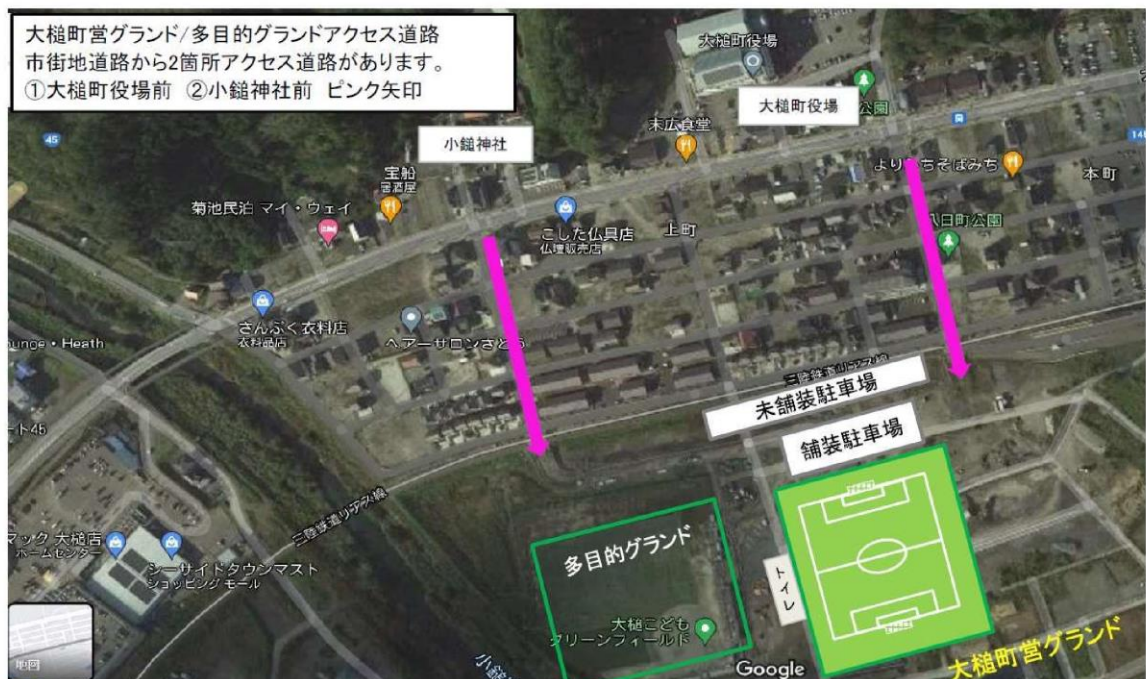 大槌町営グランド/多目的グランドアクセス道路
市街地道路から2箇所アクセス道路があります。
①大槌町役場前 ②小鎚神社前 ピンク矢印
大槌町役場
大槌町役場
公園
小鎚神社
末広食堂
45
宝船
居酒屋
よりみちそばみち
本町
菊池民泊 マイ・ウェイ
こした仏具店
仏壇販売店
上町
八日町公園
さんぷく衣料店
衣料品店
ヘアーサロンさとう
ounge・Heath
三陸鉄道リアス線
未舗装駐車場
舗装駐車場
ート45
三陸鉄道リアス線
多目的グランド
トイレ
マック 大槌店
ホームセンター
シーサイドタウンマスト
ショッピング モール
大槌こども
グリーンフィールド
大槌町営グランド
小鎚
Google